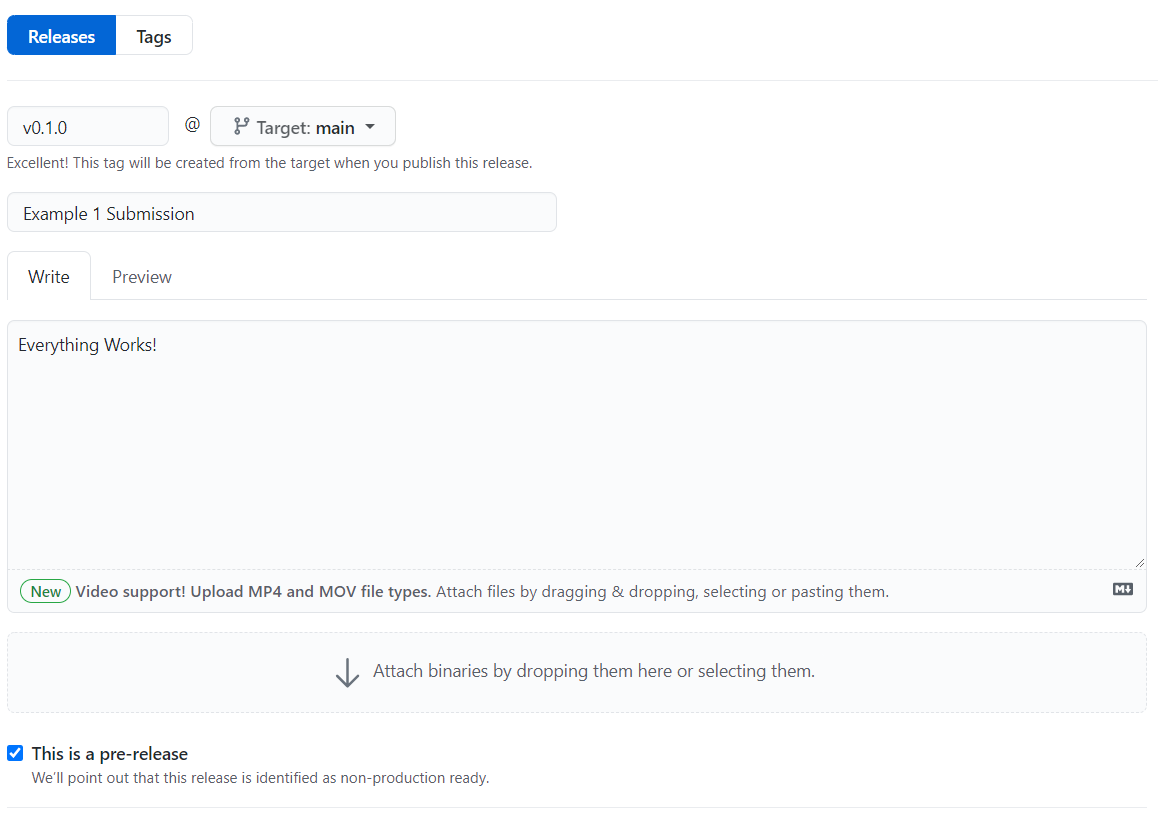 Releases Tags
v0.1.0 @ Target: main
Excellent! This tag will be created from the target when you publish this release.
Example 1 Submission
Write Preview
Everything Works!
New Video support! Upload MP4 and MOV file types. Attach files by dragging & dropping, selecting or pasting them.
Attach binaries by dropping them here or selecting them.
This is a pre-release
We'll point out that this release is identified as non-production ready.